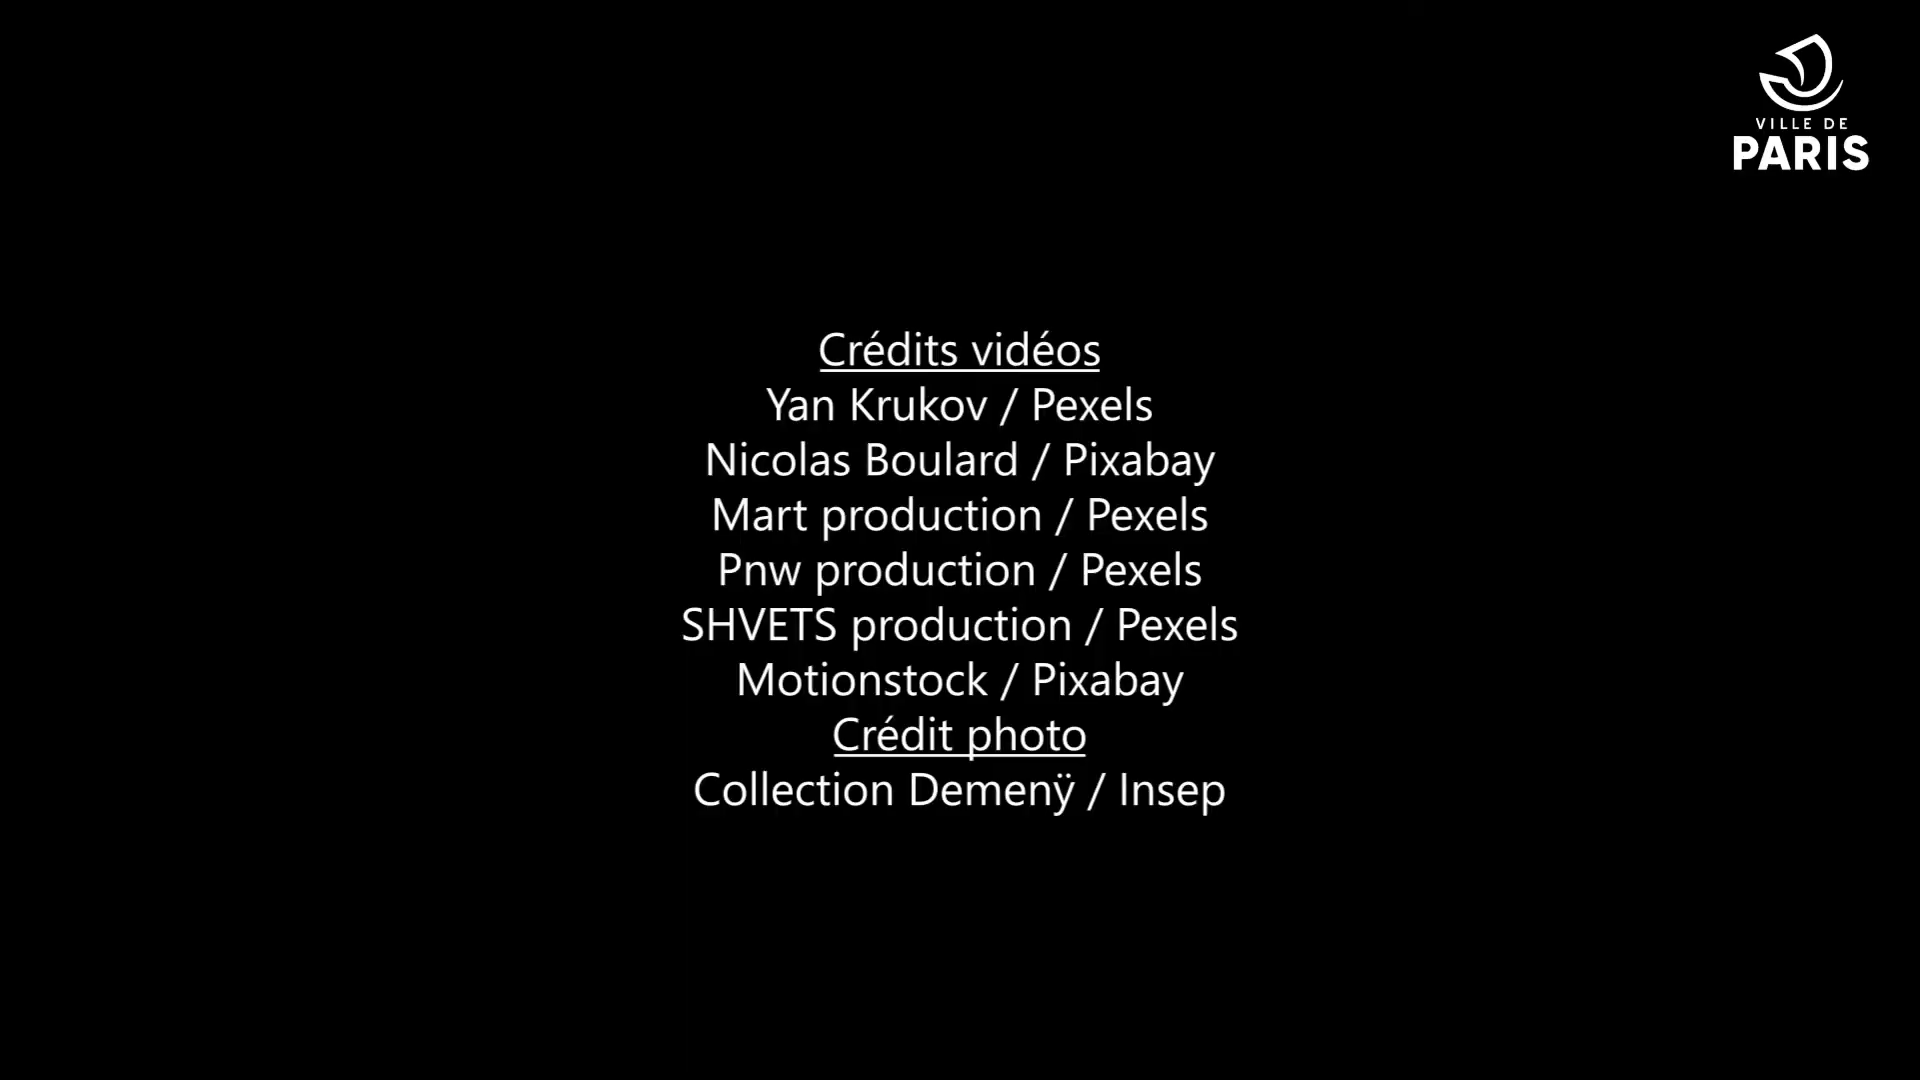 VILLE DE
PARIS
Crédits vidéos
Yan Krukov / Pexels
Nicolas Boulard / Pixabay
Mart production / Pexels
Pnw production / Pexels
SHVETS production / Pexels
Motionstock / Pixabay
Crédit photo
Collection Demenÿ / Insep